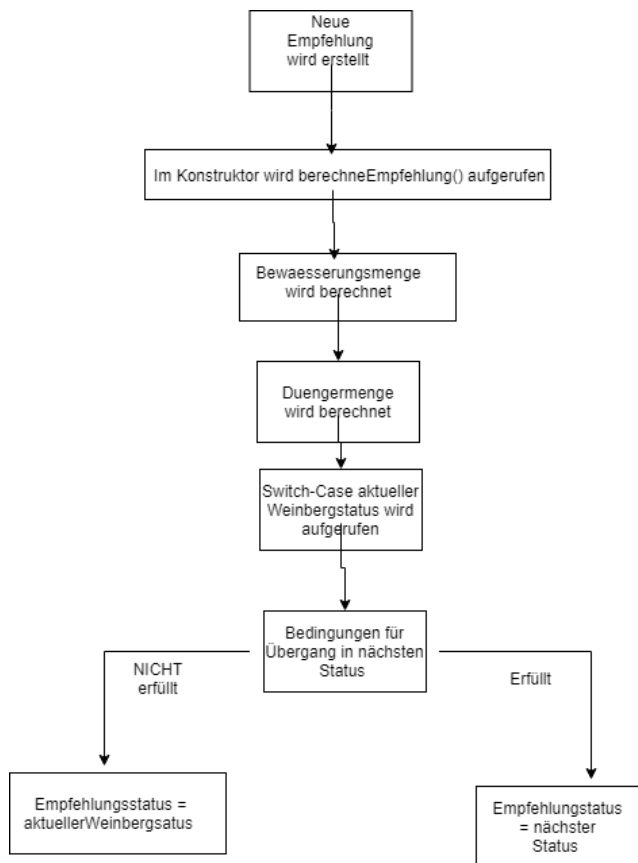 Neue
Empfehlung
wird erstellt
Im Konstruktor wird berechneEmpfehlung() aufgerufen
Bewaesserungsmenge
wird berechnet
Duengermenge
wird berechnet
Switch-Case aktueller
Weinbergstatus wird
aufgerufen
Bedingungen für
Übergang in nächsten
Status
NICHT
erfüllt
Erfüllt
Empfehlungsstatus =
aktuellerWeinbergsatus
Empfehlungstatus
= nächster
Status